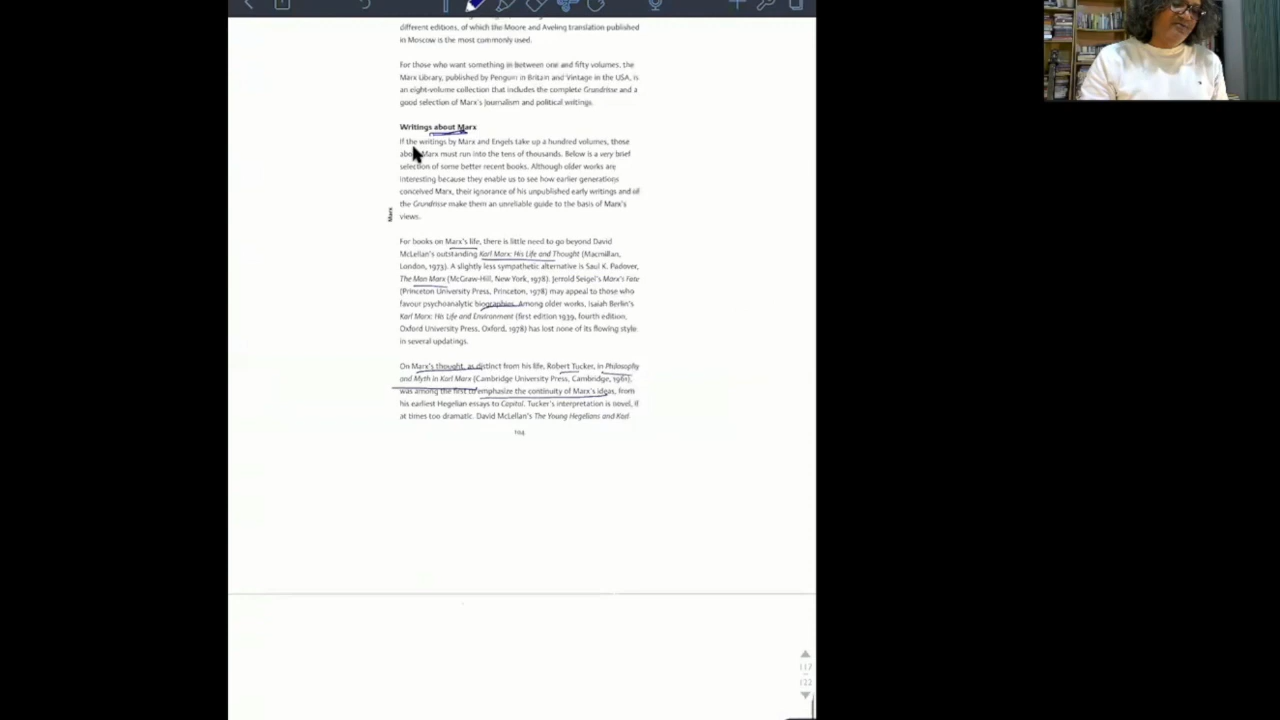 different editions, of which the Moore and Aveling translation published
in Moscow is the most commonly used.
For those who want something in between one and fifty volumes, the
Marx Library, published by Penguin in Britain and Vintage in the USA, is
an eight-volume collection that includes the complete Grundrisse and a
good selection of Marx's journalism and political writings.
Writings about Marx
If the writings by Marx and Engels take up a hundred volumes, those
about Marx must run into the tens of thousands. Below is a very brief
selection of some better recent books. Although older works are
interesting because they enable us to see how earlier generations
conceived Marx, their ignorance of his unpublished early writings and of
the Grundrisse make them an unreliable guide to the basis of Marx's
views.
Marx
For books on Marx's life, there is little need to go beyond David
McLellan's outstanding Karl Marx: His Life and Thought (Macmillan,
London, 1973). A slightly less sympathetic alternative is Saul K. Padover,
The Man Marx (McGraw-Hill, New York, 1978). Jerrold Seigel's Marx's Fate
(Princeton University Press, Princeton, 1978) may appeal to those who
favour psychoanalytic biographies. Among older works, Isaiah Berlin's
Karl Marx: His Life and Environment (first edition 1939, fourth edition,
Oxford University Press, Oxford, 1978) has lost none of its flowing style
in several updatings.
On Marx's thought, as distinct from his life, Robert Tucker, in Philosophy
and Myth in Karl Marx (Cambridge University Press, Cambridge, 1961),
was among the first to emphasize the continuity of Marx's ideas, from
his earliest Hegelian essays to Capital. Tucker's interpretation is novel, if
at times too dramatic. David McLellan's The Young Hegelians and Karl
104
117
122